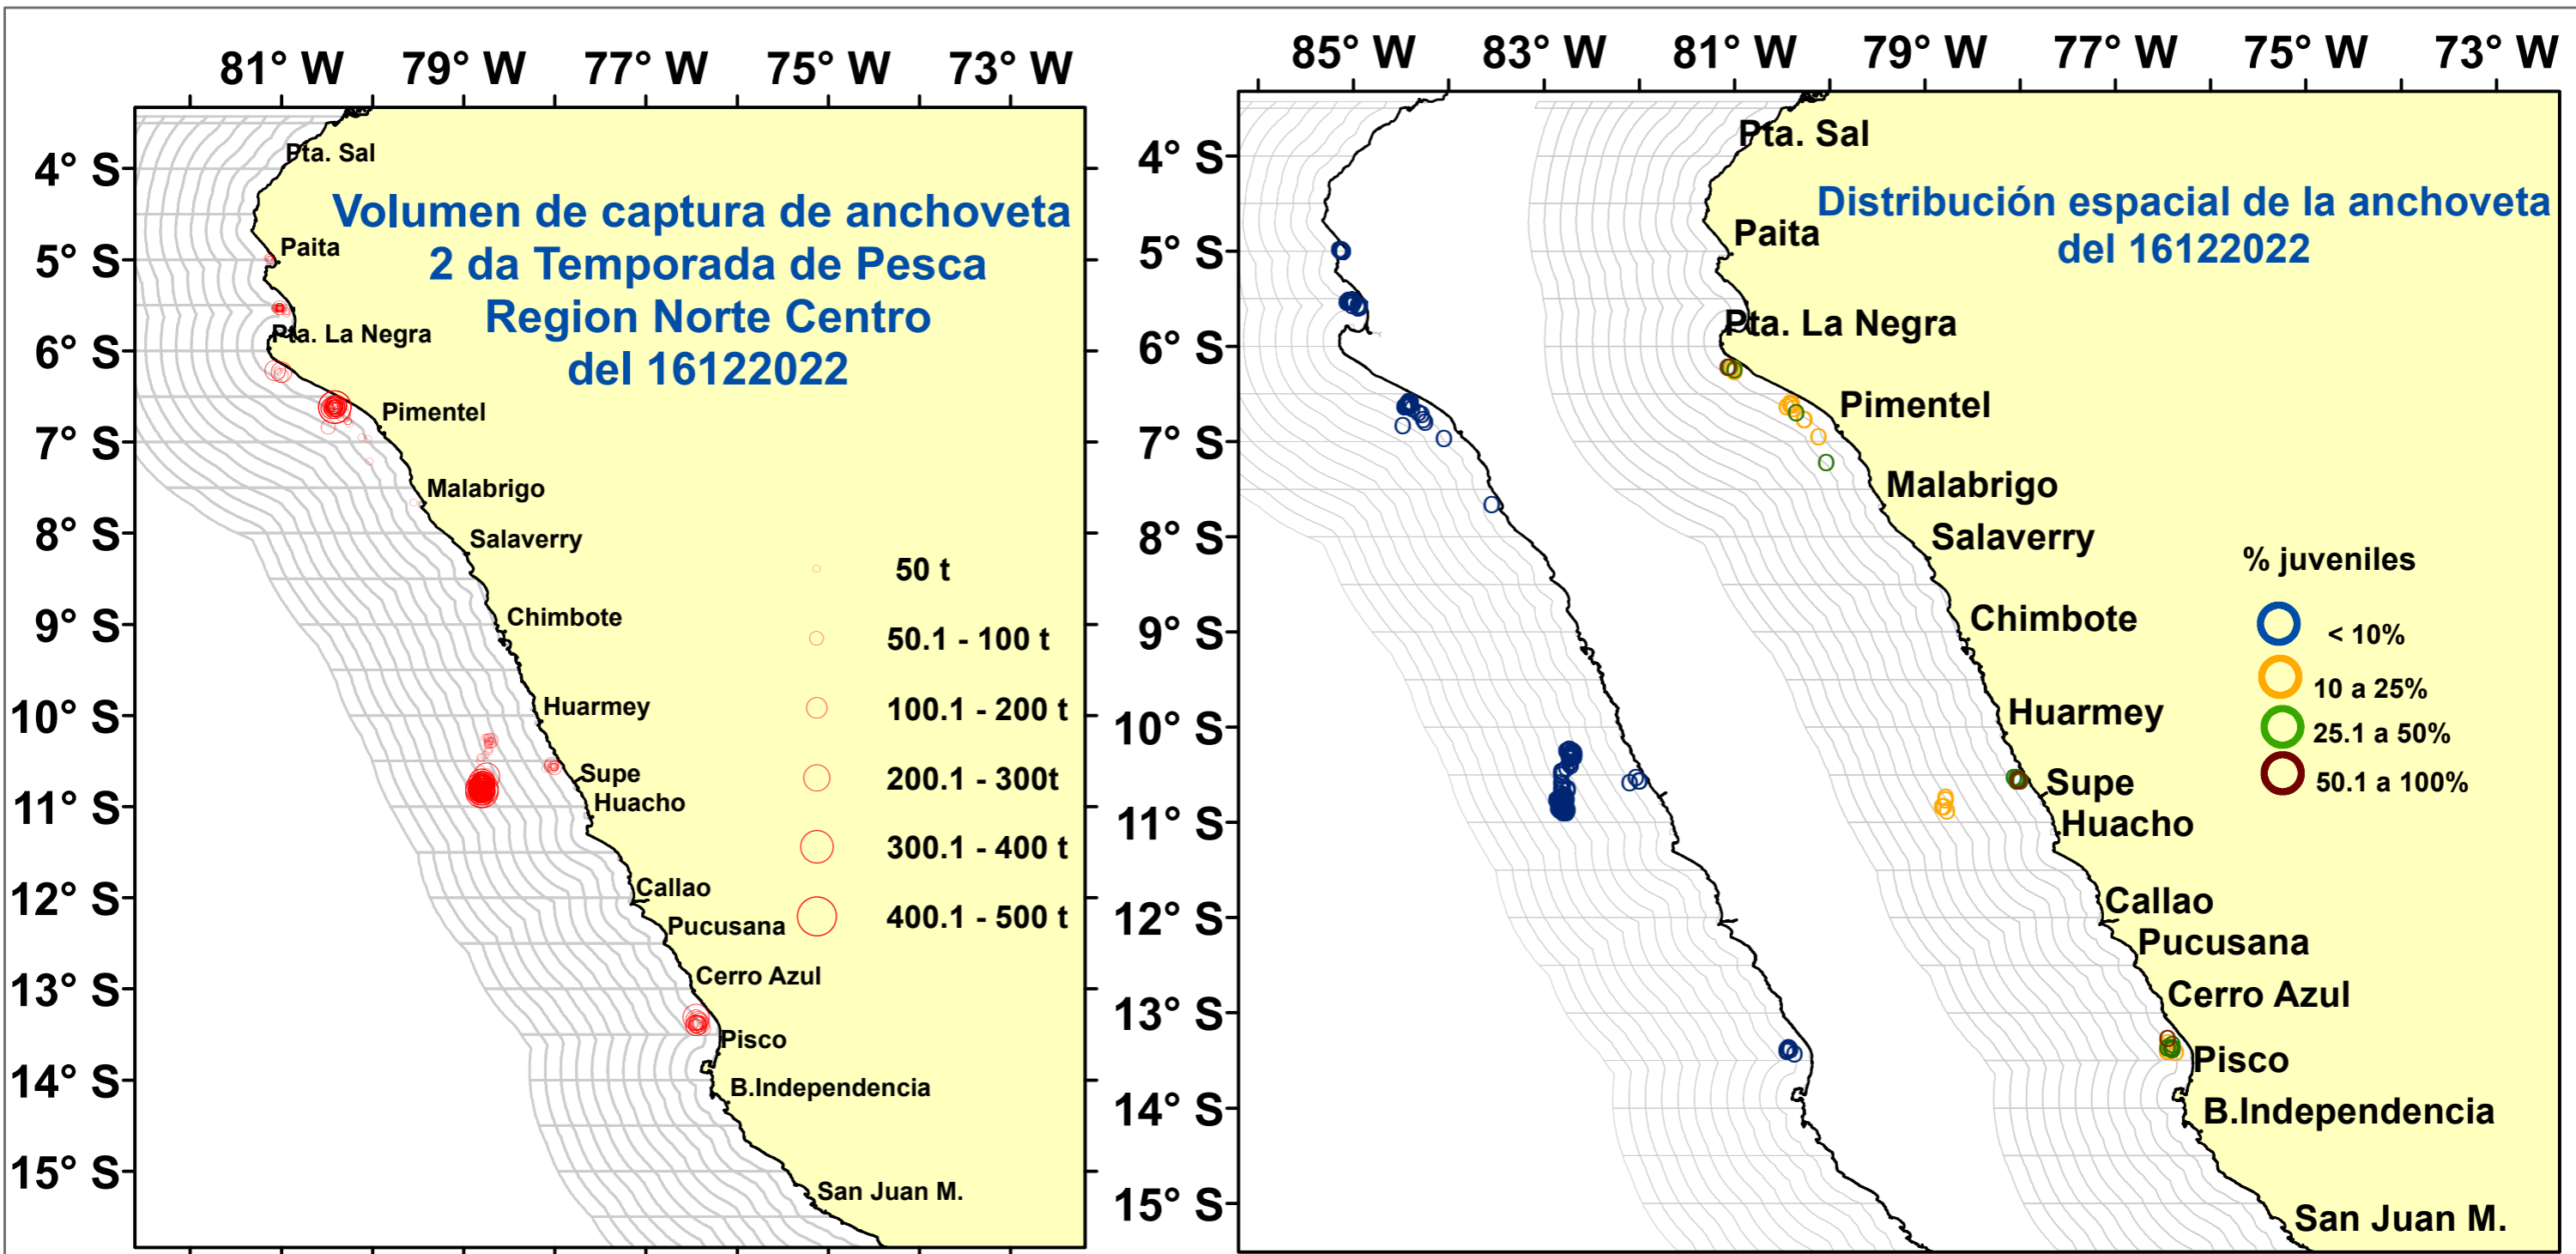 81° W 79° W 77° W 75° W 73° W
4° S
5° S
6° S
7° S
8° S
9° S
10° S
11° S
12° S
13° S
14° S
15° S
Volumen de captura de anchoveta
2 da Temporada de Pesca
Region Norte Centro
del 16122022
Pta. Sal
Paita
Pta. La Negra
Pimentel
Malabrigo
Salaverry
Chimbote
Huarmey
Supe
Huacho
Callao
Pucusana
Cerro Azul
Pisco
B.Independencia
San Juan M.
50 t
50.1 - 100 t
100.1 - 200 t
200.1 - 300t
300.1 - 400 t
400.1 - 500 t
85° W 83° W 81° W 79° W 77° W 75° W 73° W
4° S
5° S
6° S
7° S
8° S
9° S
10° S
11° S
12° S
13° S
14° S
15° S
Distribución espacial de la anchoveta
del 16122022
Pta. Sal
Paita
Pta. La Negra
Pimentel
Malabrigo
Salaverry
Chimbote
Huarmey
Supe
Huacho
Callao
Pucusana
Cerro Azul
Pisco
B.Independencia
San Juan M.
% juveniles
< 10%
10 a 25%
25.1 a 50%
50.1 a 100%